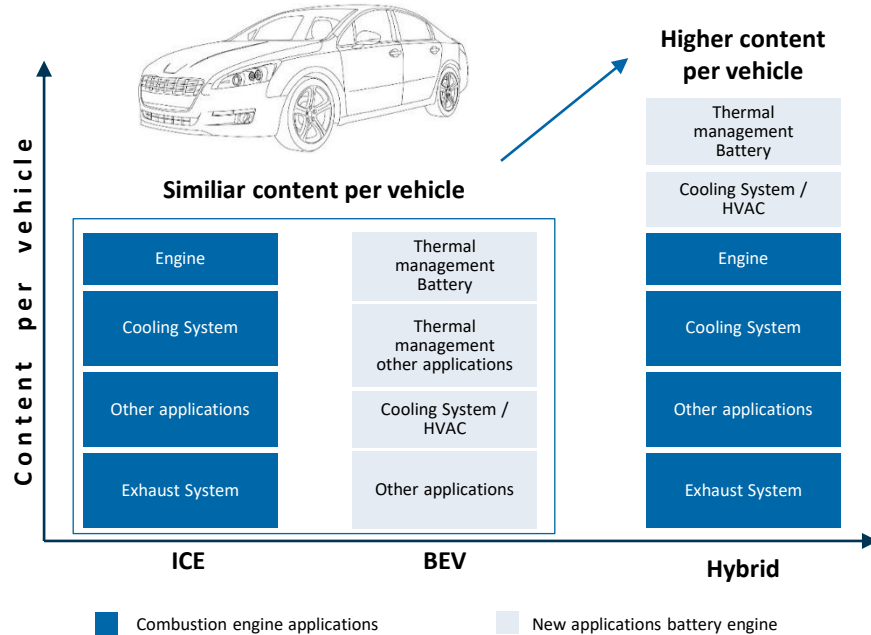 Higher content
per vehicle
Similiar content per vehicle
Content per vehicle
Engine
Cooling System
Other applications
Exhaust System
Thermal
management
Battery
Thermal
management
other applications
Cooling System /
HVAC
Other applications
Thermal
management
Battery
Cooling System /
HVAC
Engine
Cooling System
Other applications
Exhaust System
ICE
BEV
Hybrid
Combustion engine applications
New applications battery engine